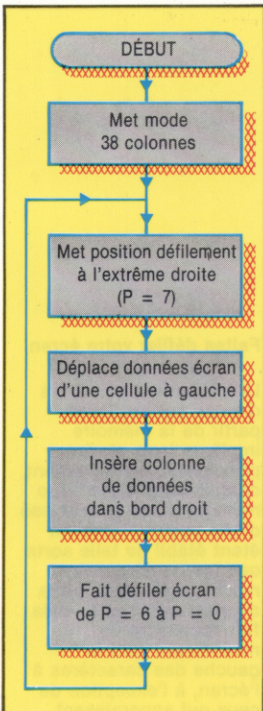 DÉBUT
Met mode
38 colonnes
Met position défilement
à l'extrême droite
(P = 7)
Déplace données écran
d'une cellule à gauche
Insère colonne
de données
dans bord droit
Fait défiler écran
de P = 6 à P = 0